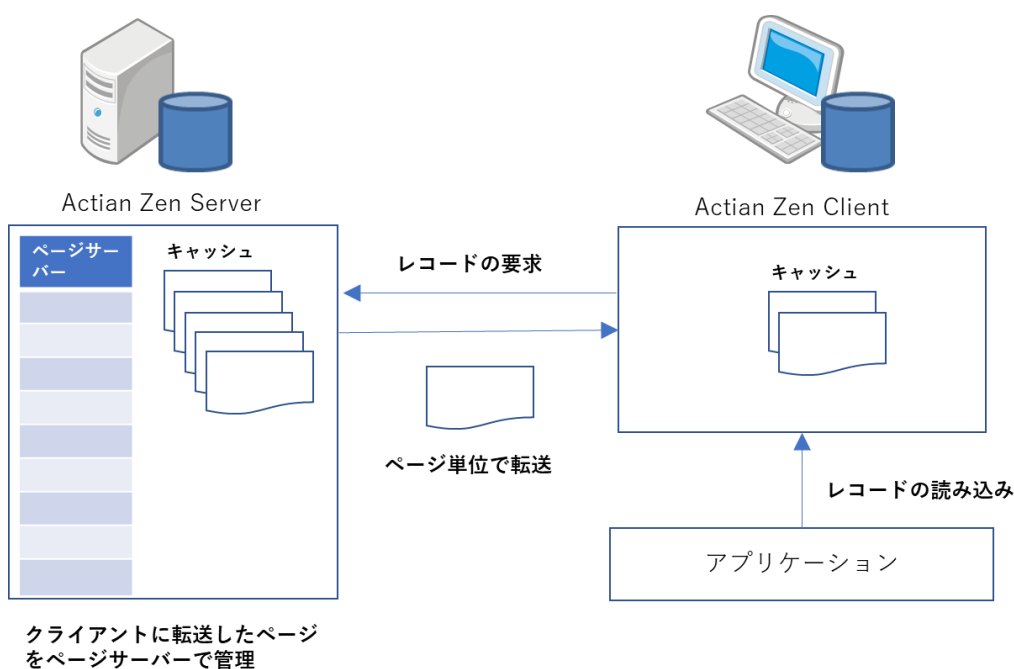 Actian Zen Server
Actian Zen Client
ページサー
バー
キャッシュ
レコードの要求
キャッシュ
ページ単位で転送
レコードの読み込み
アプリケーション
クライアントに転送したページ
をページサーバーで管理